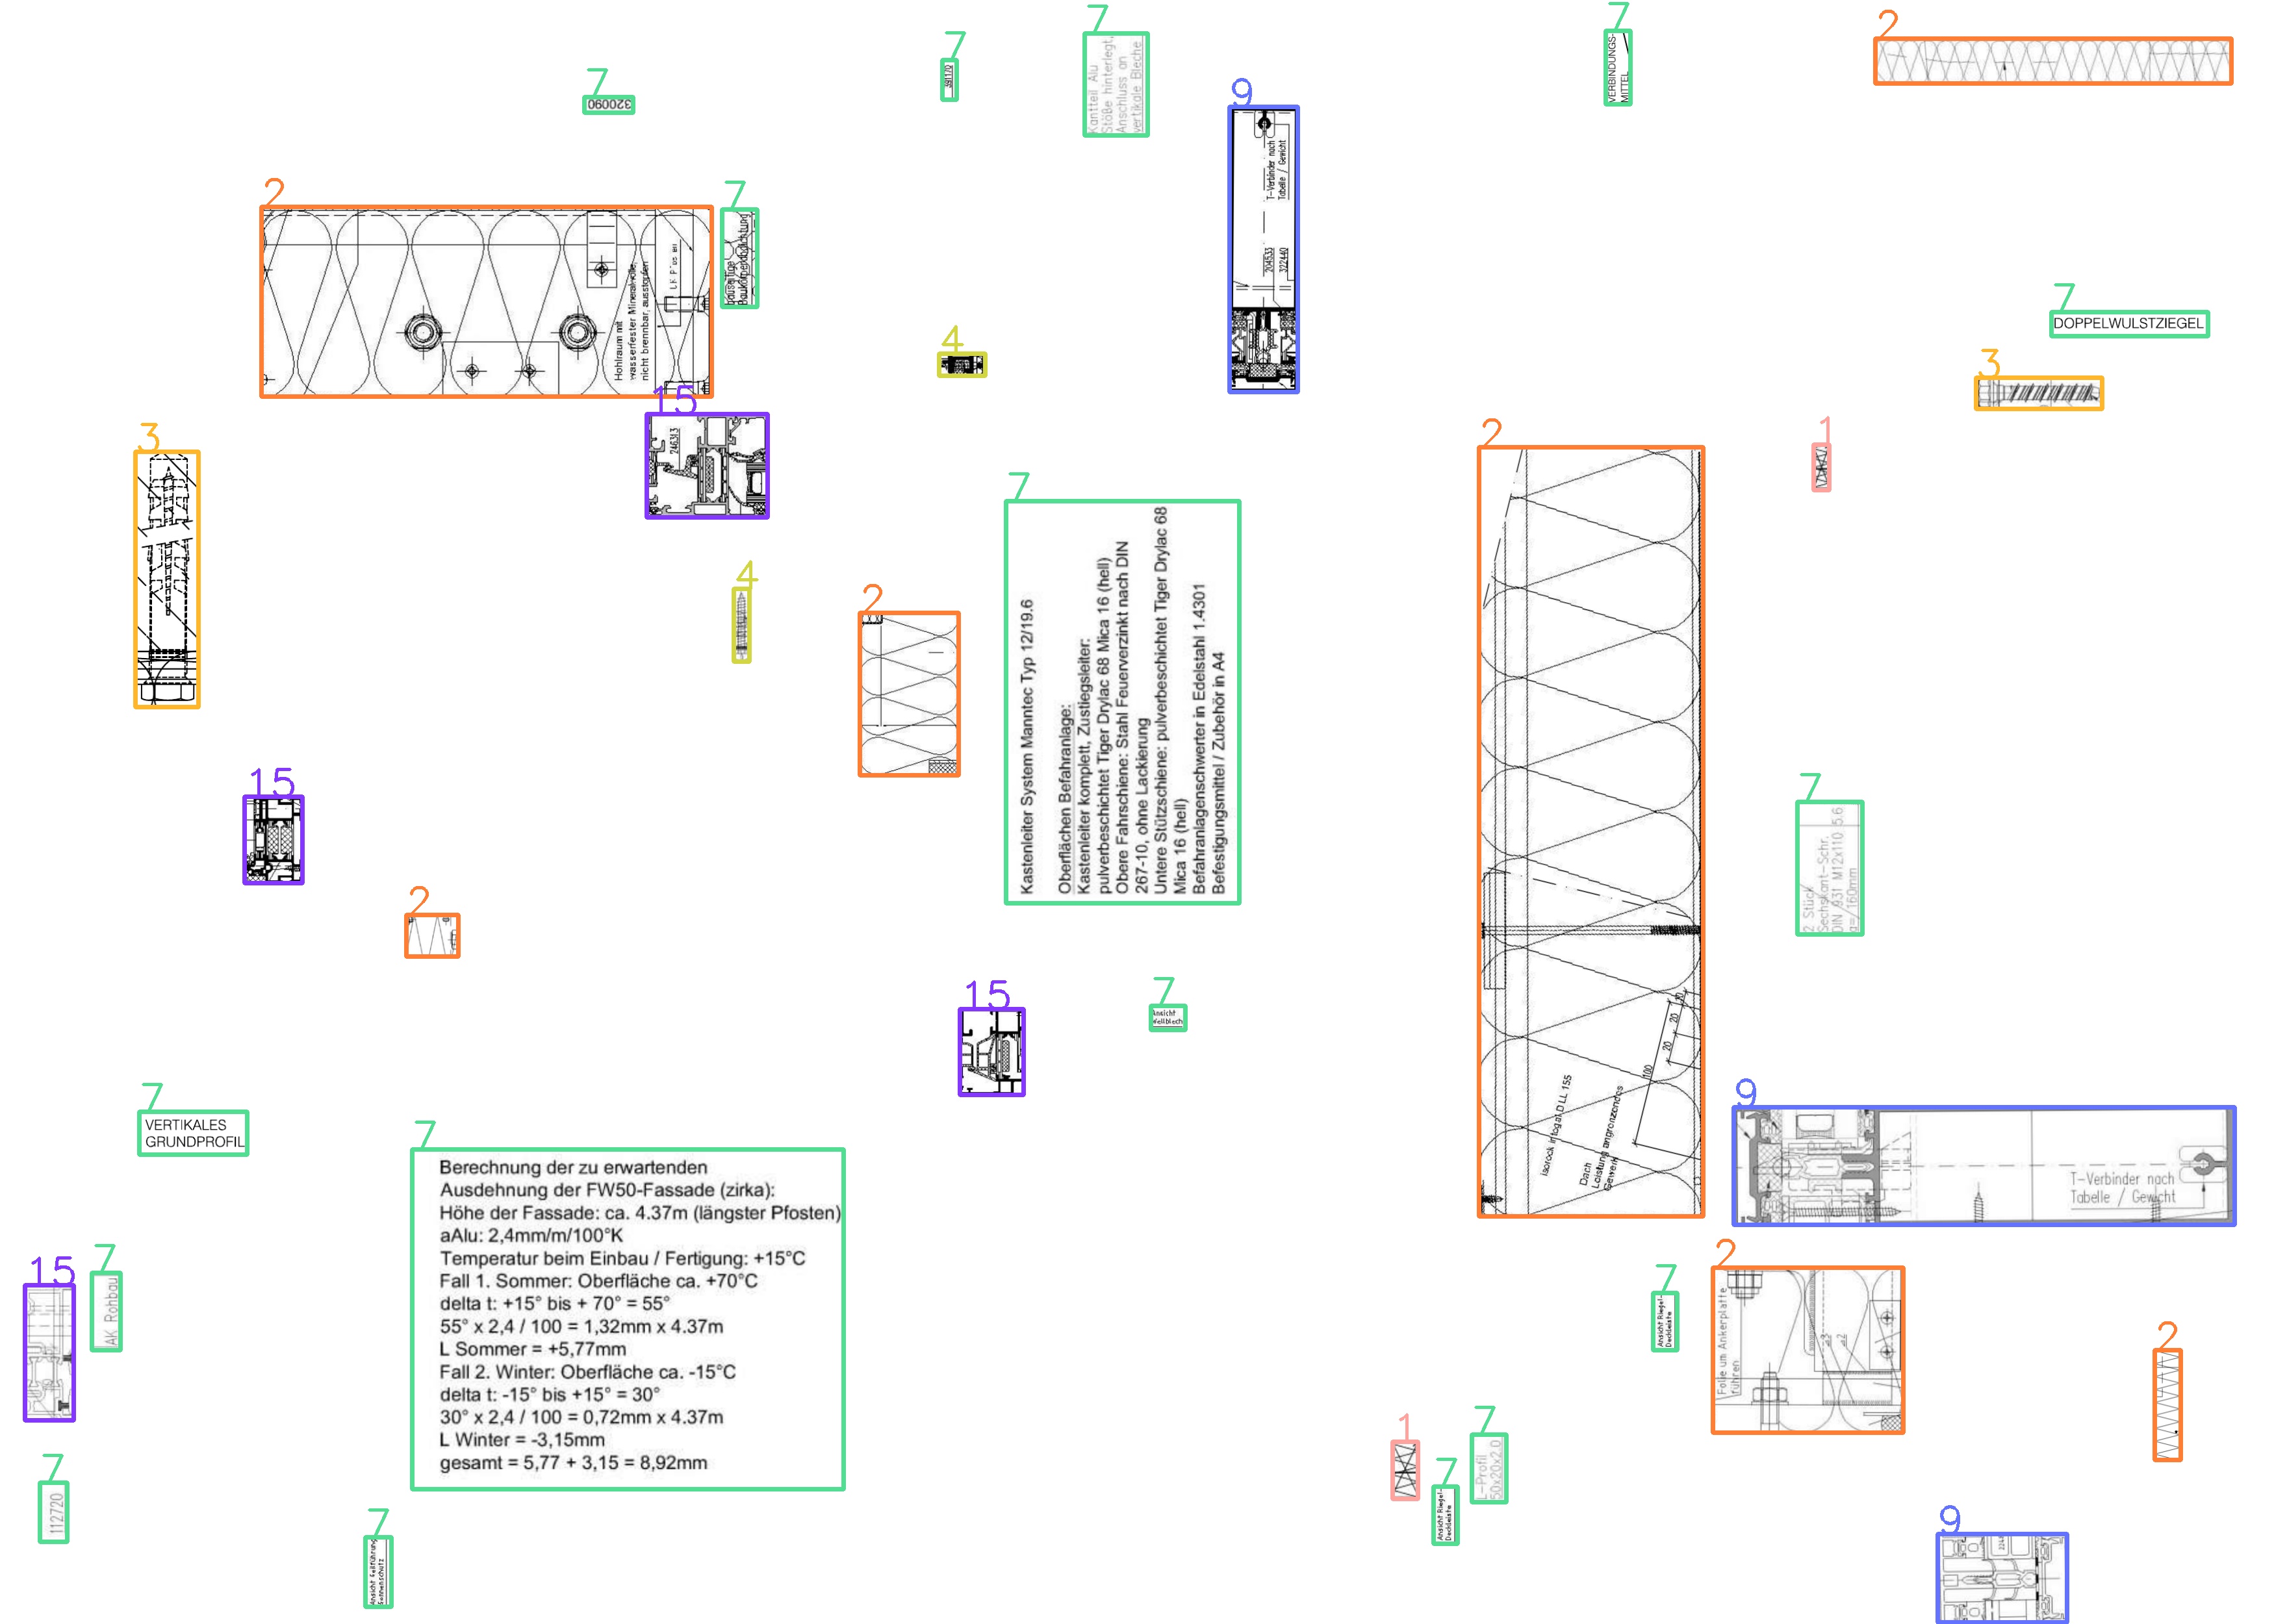 7
320090
7
391170
7
Kantteil Alu
Stöße hinterlegt,
Anschluss an
vertikale Bleche
7
VERBINDUNGS-
MITTEL
2
9
T-Verbinder nach
Tabelle / Gewicht
204533
322440
2
Hohlraum mit
wasserfester Mineralwolle,
nicht brennbar, ausstopfen
7
bauseitige
Baukörperabdichtung
4
7
DOPPELWULSTZIEGEL
3
1
15
246313
3
4
2
7
Kastenleiter System Manntec Typ 12/19.6
Oberflächen Befahranlage:
Kastenleiter komplett, Zustiegsleiter:
pulverbeschichtet Tiger Drylac 68 Mica 16 (hell)
Obere Fahrschiene: Stahl Feuerverzinkt nach DIN
267-10, ohne Lackierung
Untere Stützschiene: pulverbeschichtet Tiger Drylac 68
Mica 16 (hell)
Befahranlagenschwerter in Edelstahl 1.4301
Befestigungsmittel / Zubehör in A4
2
100
20
20
10
Isorock Integal DLL 155
Dach
Leistung angrenzendes
Gewerk
7
2 Stück
Sechskant-Schr.
DIN 931 M12x110 5.6
a=/160mm
15
2
15
7
Ansicht
Wellblech
7
VERTIKALES
GRUNDPROFIL
7
Berechnung der zu erwartenden
Ausdehnung der FW50-Fassade (zirka):
Höhe der Fassade: ca. 4.37m (längster Pfosten)
aAlu: 2,4mm/m/100°K
Temperatur beim Einbau / Fertigung: +15°C
Fall 1. Sommer: Oberfläche ca. +70°C
delta t: +15° bis + 70° = 55°
55° x 2,4 / 100 = 1,32mm x 4.37m
L Sommer = +5,77mm
Fall 2. Winter: Oberfläche ca. -15°C
delta t: -15° bis +15° = 30°
30° x 2,4 / 100 = 0,72mm x 4.37m
L Winter = -3,15mm
gesamt = 5,77 + 3,15 = 8,92mm
9
T-Verbinder nach
Tabelle / Gewicht
15
7
AK Rohbau
7
Ansicht Riegel-
Deckleiste
2
Folie um Ankerplatte
führen
2
7
112720
7
Ansicht Seilführung
Sonnenschutz
1
7
Ansicht Riegel-
Deckleiste
7
L-Profil
50x20x2.0
9